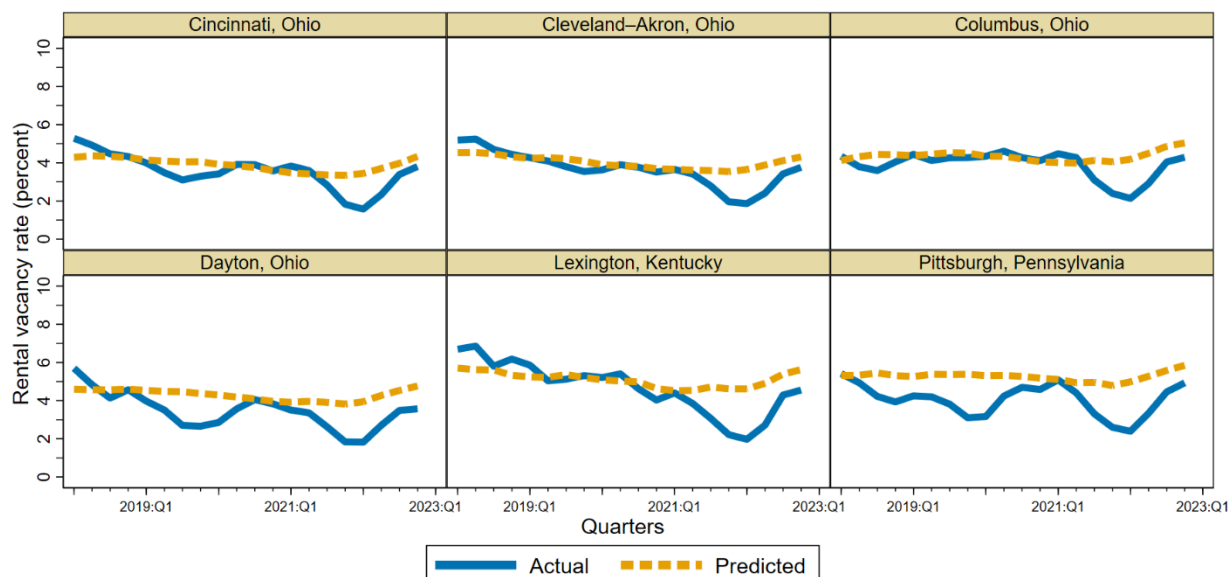 Cincinnati, Ohio
Cleveland–Akron, Ohio
Columbus, Ohio
Rental vacancy rate (percent)
10
8
6
4
2
0
Dayton, Ohio
Lexington, Kentucky
Pittsburgh, Pennsylvania
10
8
6
4
2
0
2019:Q1 2021:Q1 2023:Q1
2019:Q1 2021:Q1 2023:Q1
2019:Q1 2021:Q1 2023:Q1
Quarters
Actual Predicted